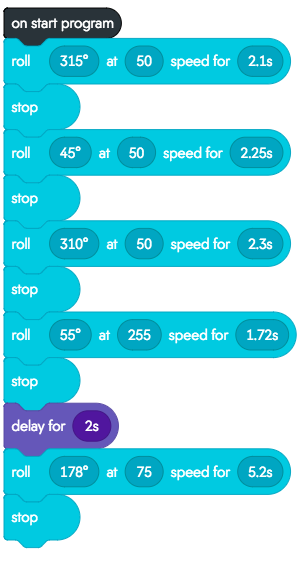 on start program
roll 315° at 50 speed for 2.1s
stop
roll 45° at 50 speed for 2.25s
stop
roll 310° at 50 speed for 2.3s
stop
roll 55° at 255 speed for 1.72s
stop
delay for 2s
roll 178° at 75 speed for 5.2s
stop